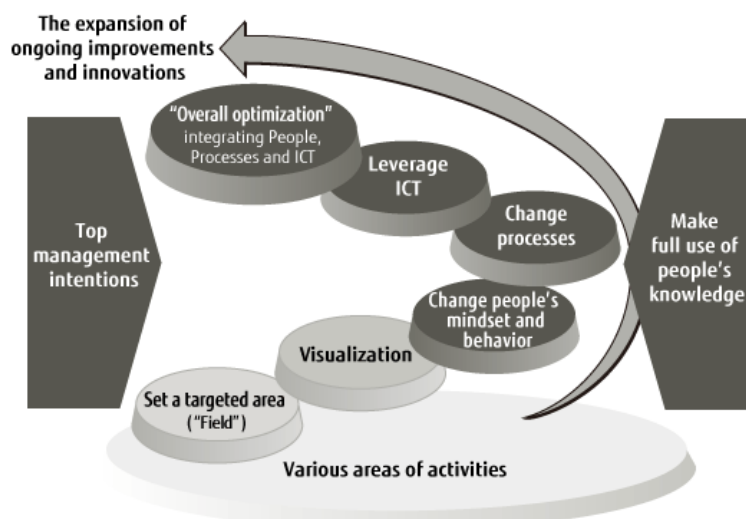 The expansion of
ongoing improvements
and innovations
“Overall optimization”
integrating People,
Processes and ICT
Leverage
ICT
Change
processes
Top
management
intentions
Make
full use of
people’s
knowledge
Change people’s
mindset and
behavior
Visualization
Set a targeted area
(“Field”)
Various areas of activities